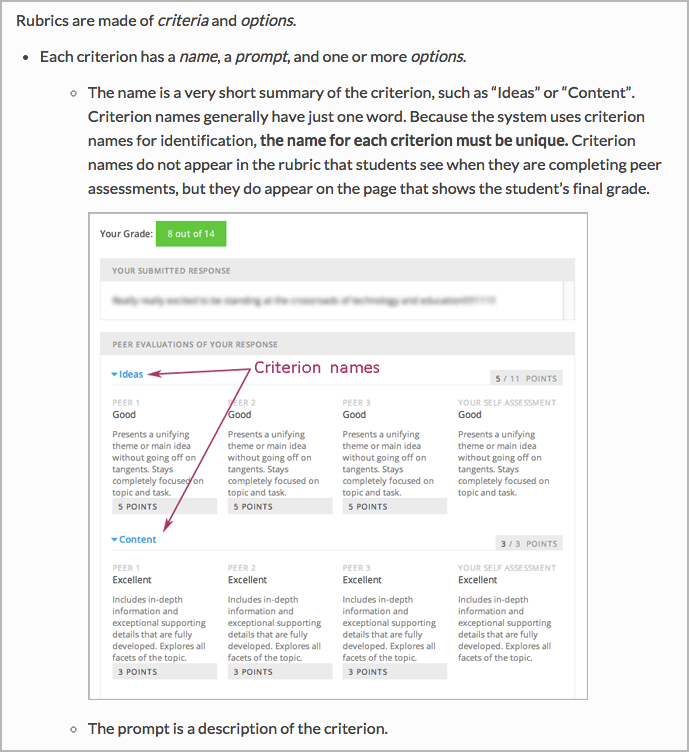 Rubrics are made of criteria and options.
Each criterion has a name, a prompt, and one or more options.
The name is a very short summary of the criterion, such as “Ideas” or “Content”.
Criterion names generally have just one word. Because the system uses criterion
names for identification, the name for each criterion must be unique. Criterion
names do not appear in the rubric that students see when they are completing peer
assessments, but they do appear on the page that shows the student’s final grade.
Your Grade: 8 out of 14
YOUR SUBMITTED RESPONSE
PEER EVALUATIONS OF YOUR RESPONSE
Ideas
Criterion names
5 / 11 POINTS
PEER 1
Good
Presents a unifying
theme or main idea
without going off on
tangents. Stays
completely focused on
topic and task.
5 POINTS
PEER 2
Good
Presents a unifying
theme or main idea
without going off on
tangents. Stays
completely focused on
topic and task.
5 POINTS
PEER 3
Good
Presents a unifying
theme or main idea
without going off on
tangents. Stays
completely focused on
topic and task.
5 POINTS
YOUR SELF ASSESSMENT
Good
Presents a unifying
theme or main idea
without going off on
tangents. Stays
completely focused on
topic and task.
Content
3 / 3 POINTS
PEER 1
Excellent
Includes in-depth
information and
exceptional supporting
details that are fully
developed. Explores all
facets of the topic.
3 POINTS
PEER 2
Excellent
Includes in-depth
information and
exceptional supporting
details that are fully
developed. Explores all
facets of the topic.
3 POINTS
PEER 3
Excellent
Includes in-depth
information and
exceptional supporting
details that are fully
developed. Explores all
facets of the topic.
3 POINTS
YOUR SELF ASSESSMENT
Excellent
Includes in-depth
information and
exceptional supporting
details that are fully
developed. Explores all
facets of the topic.
The prompt is a description of the criterion.